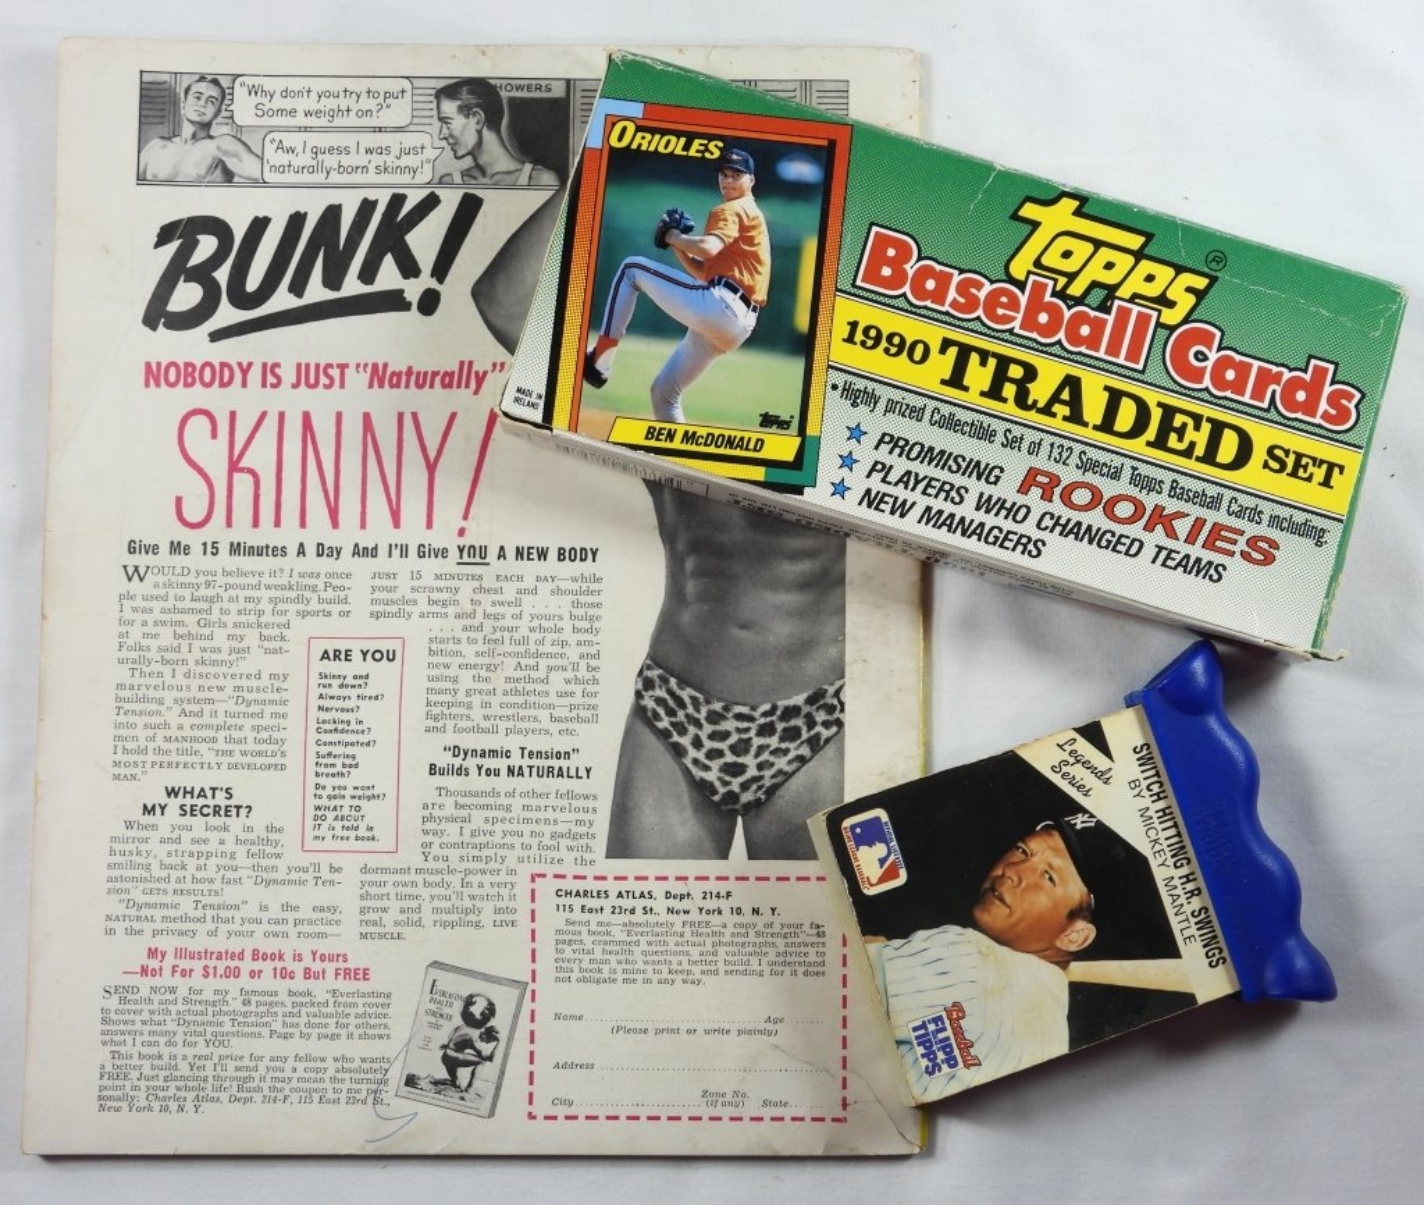 "Why don't you try to put
Some weight on?"
"Aw, I guess I was just
'naturally-born' skinny!"
HOWERS
BUNK!
NOBODY IS JUST "Naturally"
SKINNY!
Give Me 15 Minutes A Day And I'll Give YOU A NEW BODY
WOULD you believe it? I was once
a skinny 97-pound weakling. Peo-
ple used to laugh at my spindly build.
I was ashamed to strip for sports or
for a swim. Girls snickered
at me behind my back.
Folks said I was just "nat-
urally-born skinny!"
Then I discovered my
marvelous new muscle-
building system—"Dynamic
Tension." And it turned me
into such a complete speci-
men of MANHOOD that today
I hold the title, "THE WORLD'S
MOST PERFECTLY DEVELOPED
MAN."
WHAT'S
MY SECRET?
When you look in the
mirror and see a healthy,
husky, strapping fellow
smiling back at you—then you'll be
astonished at how fast "Dynamic Ten-
sion" GETS RESULTS!
"Dynamic Tension" is the easy,
NATURAL method that you can practice
in the privacy of your own room—
JUST 15 MINUTES EACH DAY—while
your scrawny chest and shoulder
muscles begin to swell . . . those
spindly arms and legs of yours bulge
. . . and your whole body
starts to feel full of zip, am-
bition, self-confidence, and
new energy! And you'll be
using the method which
many great athletes use for
keeping in condition—prize
fighters, wrestlers, baseball
and football players, etc.
"Dynamic Tension"
Builds You NATURALLY
Thousands of other fellows
are becoming marvelous
physical specimens—my
way. I give you no gadgets
or contraptions to fool with.
You simply utilize the
dormant muscle-power in
your own body. In a very
short time, you'll watch it
grow and multiply into
real, solid, rippling, LIVE
MUSCLE.
ARE YOU
Skinny and
run down?
Always tired?
Nervous?
Lacking in
Confidence?
Constipated?
Suffering
from bad
breath?
Do you want
to gain weight?
WHAT TO
DO ABOUT
IT is told in
my free book.
My Illustrated Book is Yours
—Not For $1.00 or 10c But FREE
SEND NOW for my famous book, "Everlasting
Health and Strength." 48 pages, packed from cover
to cover with actual photographs and valuable advice.
Shows what "Dynamic Tension" has done for others,
answers many vital questions. Page by page it shows
what I can do for YOU.
This book is a real prize for any fellow who wants
a better build. Yet I'll send you a copy absolutely
FREE. Just glancing through it may mean the turning
point in your whole life! Rush the coupon to me per-
sonally: Charles Atlas, Dept. 214-F, 115 East 23rd St.,
New York 10, N. Y.
EVERLASTING
HEALTH
AND
STRENGTH
CHARLES ATLAS, Dept. 214-F
115 East 23rd St., New York 10, N. Y.
Send me—absolutely FREE—a copy of your fa-
mous book, "Everlasting Health and Strength"—48
pages, crammed with actual photographs, answers
to vital health questions, and valuable advice to
every man who wants a better build. I understand
this book is mine to keep, and sending for it does
not obligate me in any way.
Name Age
(Please print or write plainly)
Address
Zone No.
City (if any) State
ORIOLES
topps
BEN McDONALD
MADE IN
IRELAND
topps ®
Baseball Cards
1990 TRADED SET
• Highly prized Collectible Set of 132 Special Topps Baseball Cards including:
PROMISING ROOKIES
PLAYERS WHO CHANGED TEAMS
NEW MANAGERS
Legends
Series
SWITCH HITTING H.R. SWINGS
BY MICKEY MANTLE
NY
Baseball
FLIPP
TIPPS